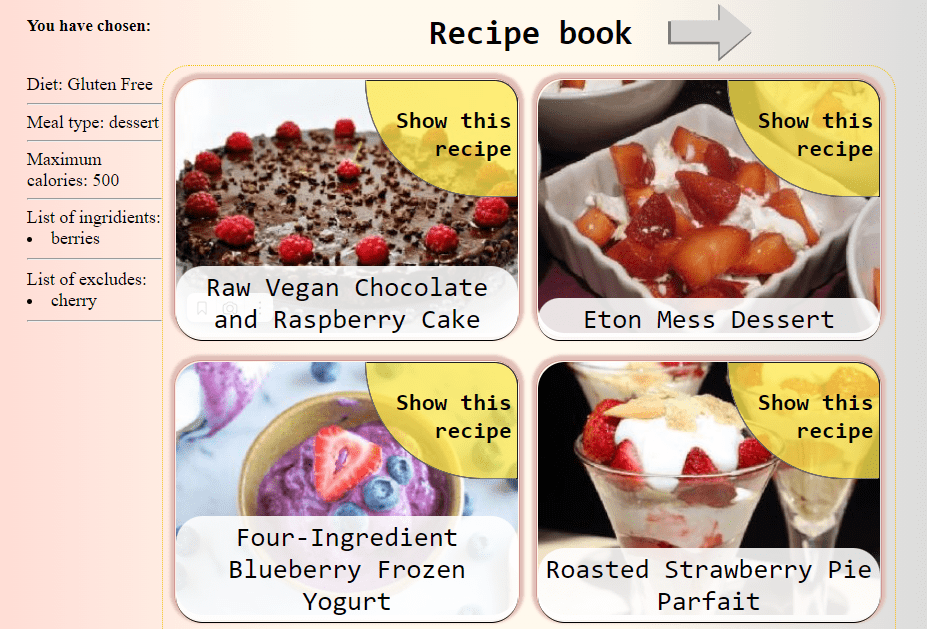 You have chosen:
Recipe book
Diet: Gluten Free
Meal type: dessert
Maximum
calories: 500
List of ingridients:
• berries
List of excludes:
• cherry
Show this
recipe
Raw Vegan Chocolate
and Raspberry Cake
Show this
recipe
Eton Mess Dessert
Show this
recipe
Four-Ingredient
Blueberry Frozen
Yogurt
Show this
recipe
Roasted Strawberry Pie
Parfait